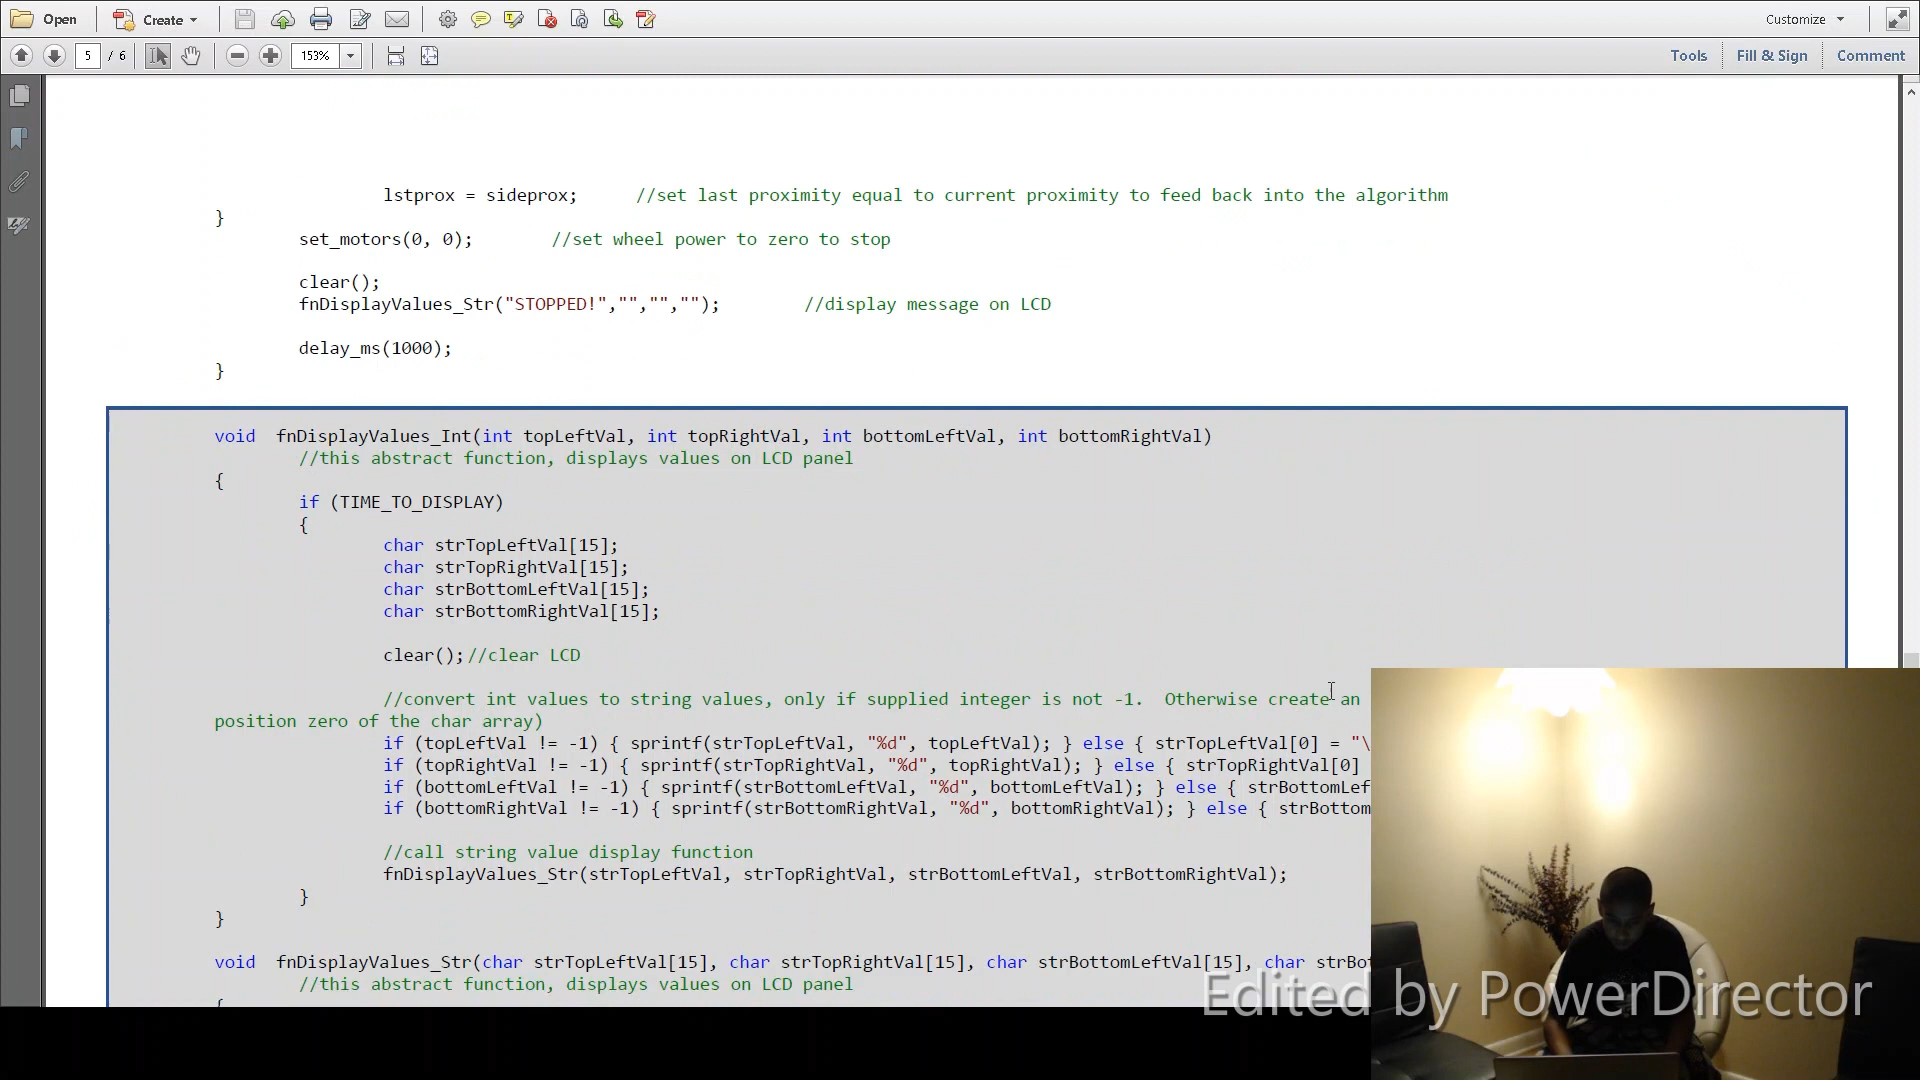 Open Create Customize
5 / 6 153% Tools Fill & Sign Comment
lstprox = sideprox; //set last proximity equal to current proximity to feed back into the algorithm
}
set_motors(0, 0); //set wheel power to zero to stop
clear();
fnDisplayValues_Str("STOPPED!","","",""); //display message on LCD
delay_ms(1000);
}
void fnDisplayValues_Int(int topLeftVal, int topRightVal, int bottomLeftVal, int bottomRightVal)
//this abstract function, displays values on LCD panel
{
if (TIME_TO_DISPLAY)
{
char strTopLeftVal[15];
char strTopRightVal[15];
char strBottomLeftVal[15];
char strBottomRightVal[15];
clear();//clear LCD
//convert int values to string values, only if supplied integer is not -1. Otherwise create an
position zero of the char array)
if (topLeftVal != -1) { sprintf(strTopLeftVal, "%d", topLeftVal); } else { strTopLeftVal[0] = "\
if (topRightVal != -1) { sprintf(strTopRightVal, "%d", topRightVal); } else { strTopRightVal[0]
if (bottomLeftVal != -1) { sprintf(strBottomLeftVal, "%d", bottomLeftVal); } else { strBottomLef
if (bottomRightVal != -1) { sprintf(strBottomRightVal, "%d", bottomRightVal); } else { strBottom
//call string value display function
fnDisplayValues_Str(strTopLeftVal, strTopRightVal, strBottomLeftVal, strBottomRightVal);
}
}
void fnDisplayValues_Str(char strTopLeftVal[15], char strTopRightVal[15], char strBottomLeftVal[15], char strBot
//this abstract function, displays values on LCD panel
{
Edited by PowerDirector